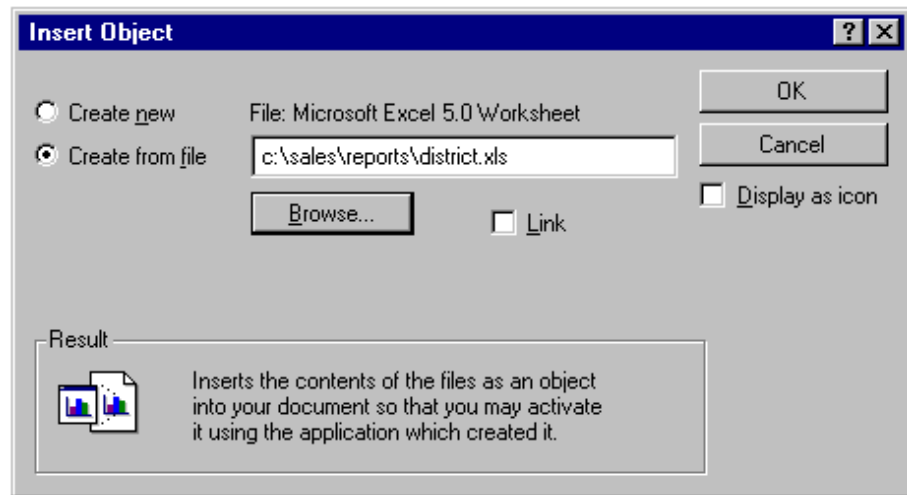 Insert Object
Create new
File: Microsoft Excel 5.0 Worksheet
OK
Create from file
c:\sales\reports\district.xls
Cancel
Browse...
Link
Display as icon
Result
Inserts the contents of the files as an object
into your document so that you may activate
it using the application which created it.